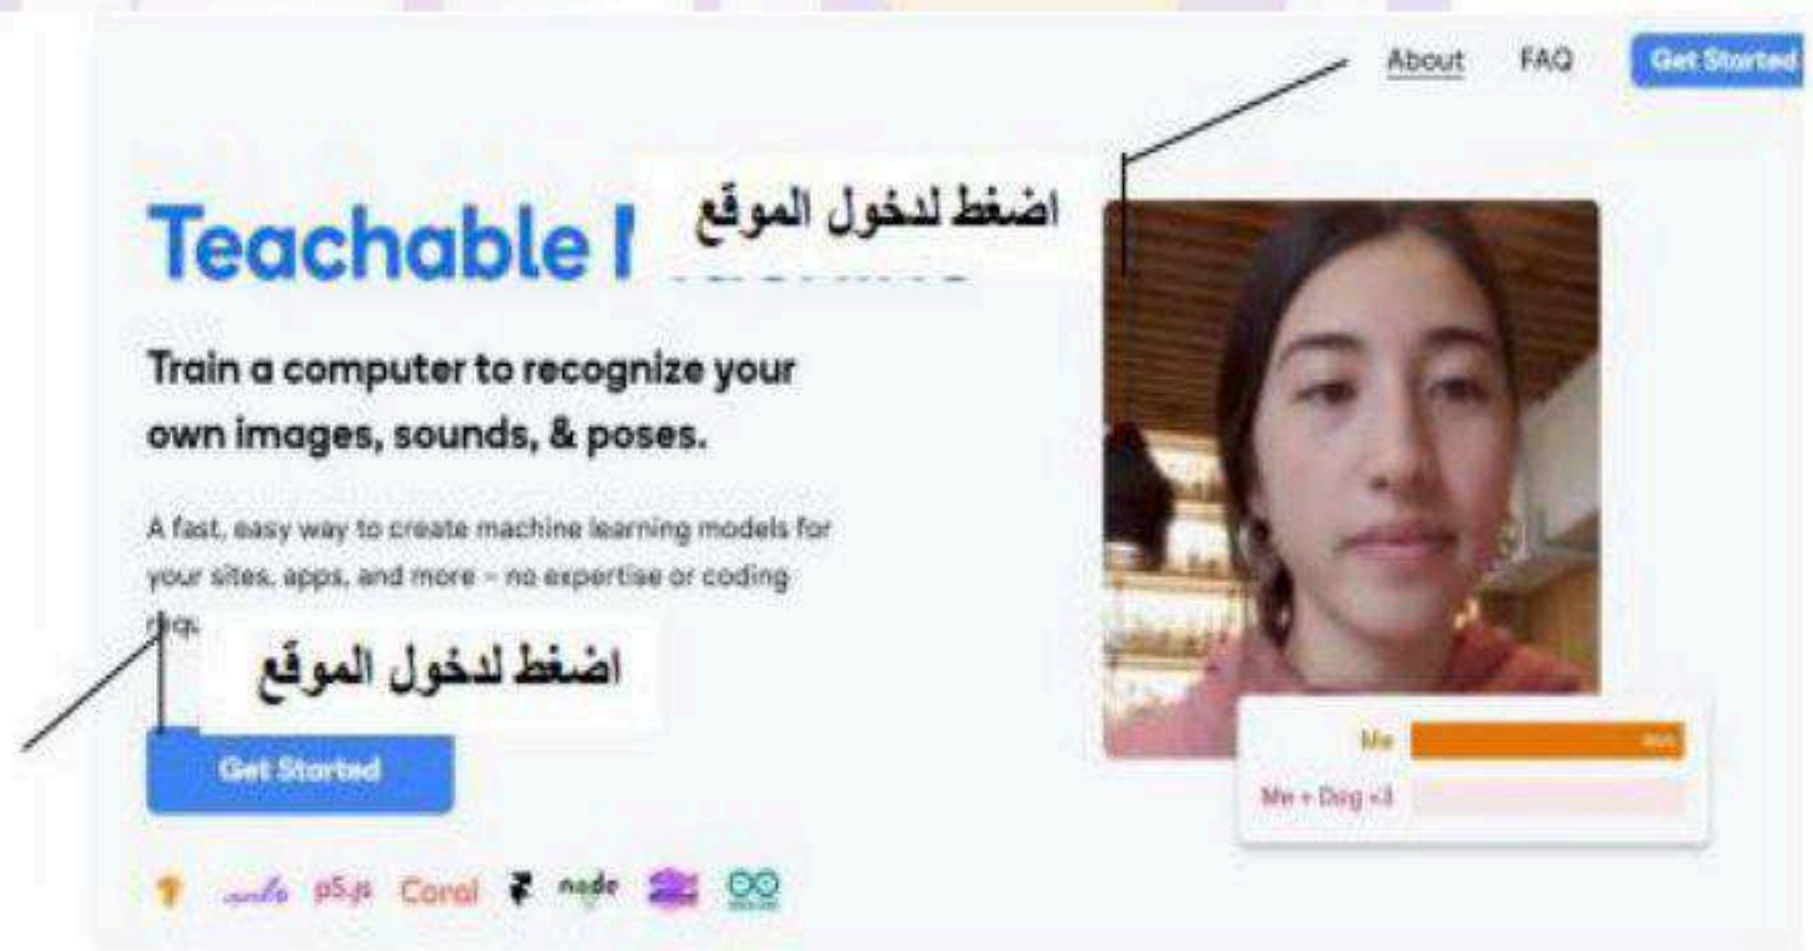 About FAQ Get Started
اضغط لدخول الموقع
Teachable
Train a computer to recognize your
own images, sounds, & poses.
A fast, easy way to create machine learning models for
your sites, apps, and more – no expertise or coding
اضغط لدخول الموقع
Get Started
Me
Me + Dog <3
p5.js Coral node